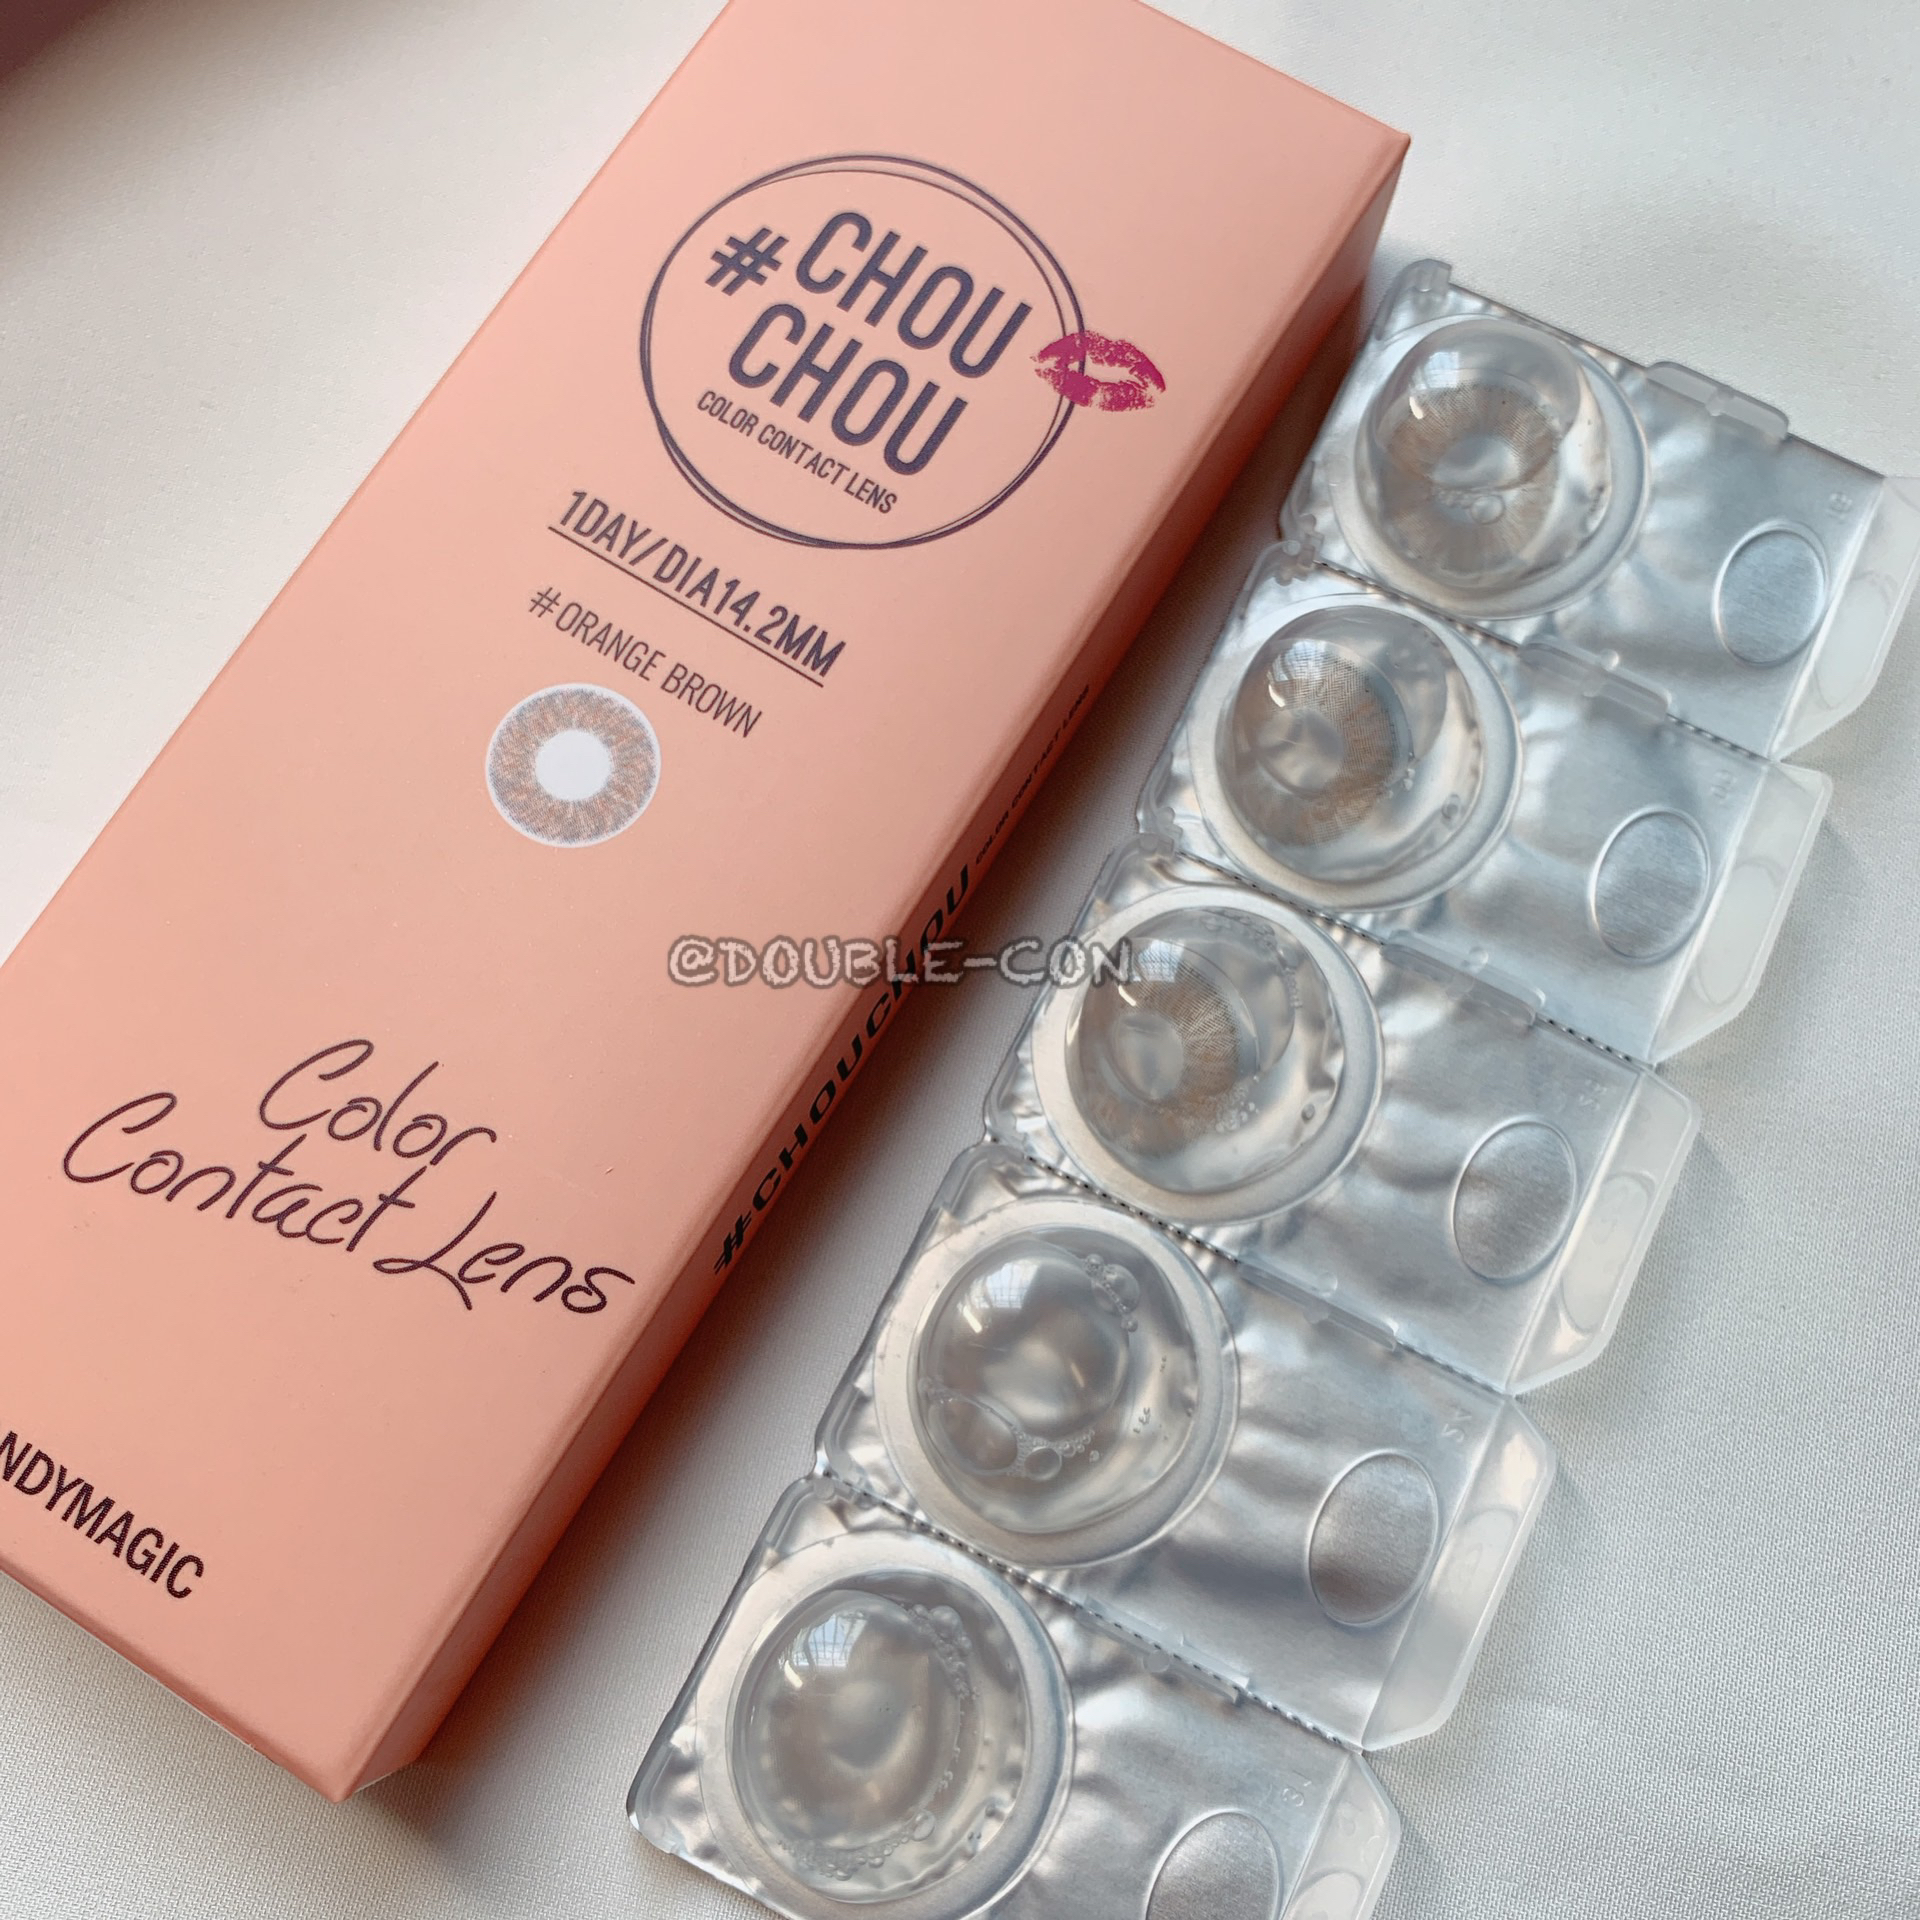 #CHOU
CHOU
COLOR CONTACT LENS
1DAY/DIA14.2MM
#ORANGE BROWN
#CHOUCHOU COLOR CONTACT LENS
@DOUBLE-CON
Color
Contact Lens
NDYMAGIC